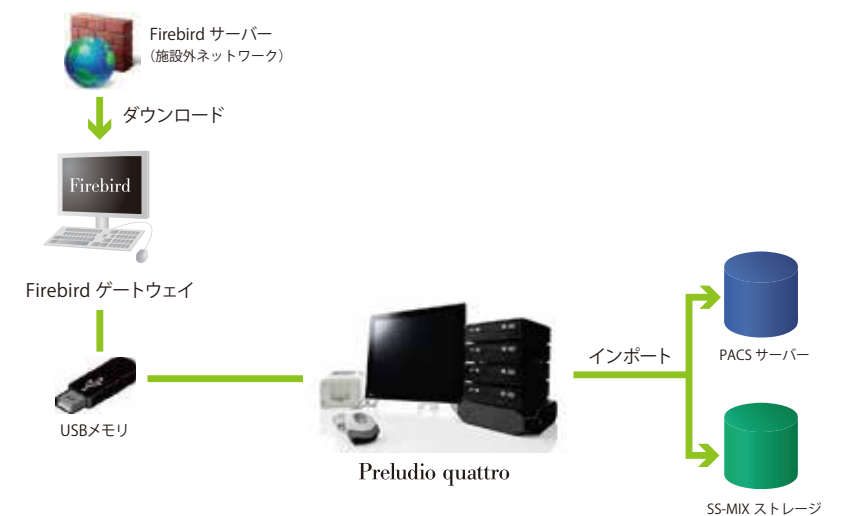 Firebird サーバー
（施設外ネットワーク）
ダウンロード
Firebird
Firebird ゲートウェイ
USBメモリ
Preludio quattro
インポート
PACS サーバー
SS-MIX ストレージ